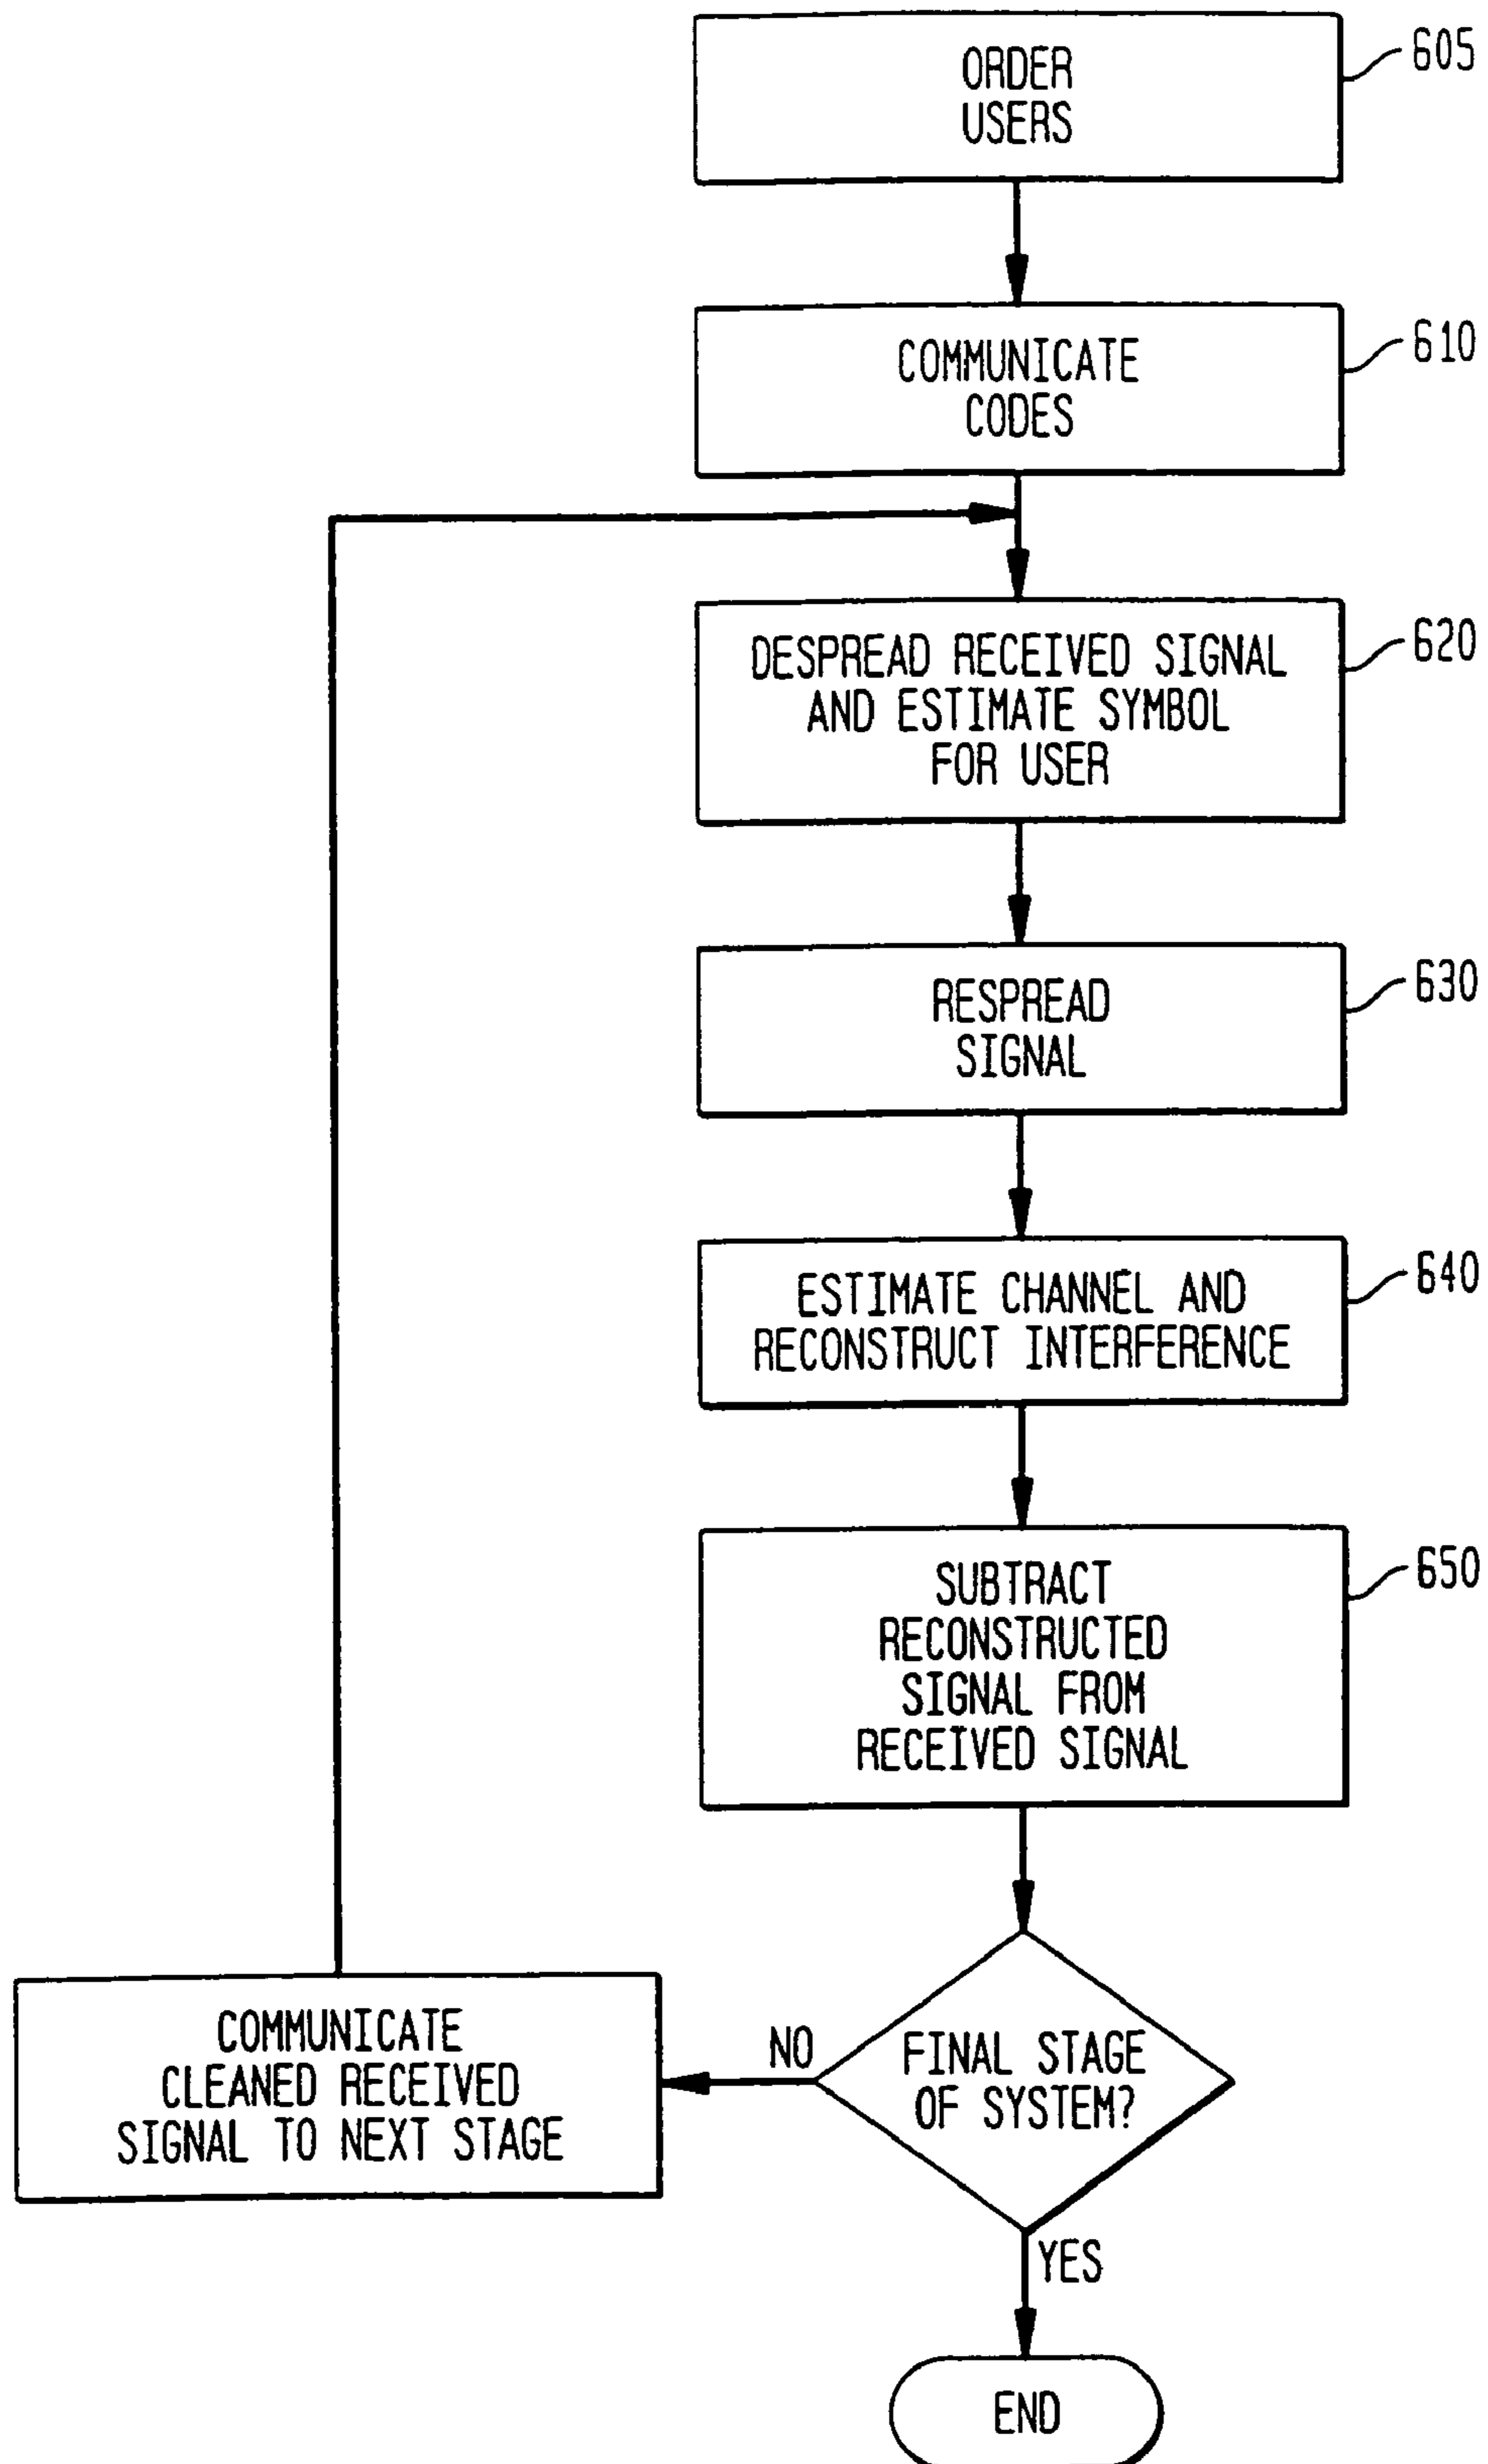 ORDER
USERS
605
COMMUNICATE
CODES
610
DESPREAD RECEIVED SIGNAL
AND ESTIMATE SYMBOL
FOR USER
620
RESPREAD
SIGNAL
630
ESTIMATE CHANNEL AND
RECONSTRUCT INTERFERENCE
640
SUBTRACT
RECONSTRUCTED
SIGNAL FROM
RECEIVED SIGNAL
650
FINAL STAGE
OF SYSTEM?
NO
COMMUNICATE
CLEANED RECEIVED
SIGNAL TO NEXT STAGE
YES
END